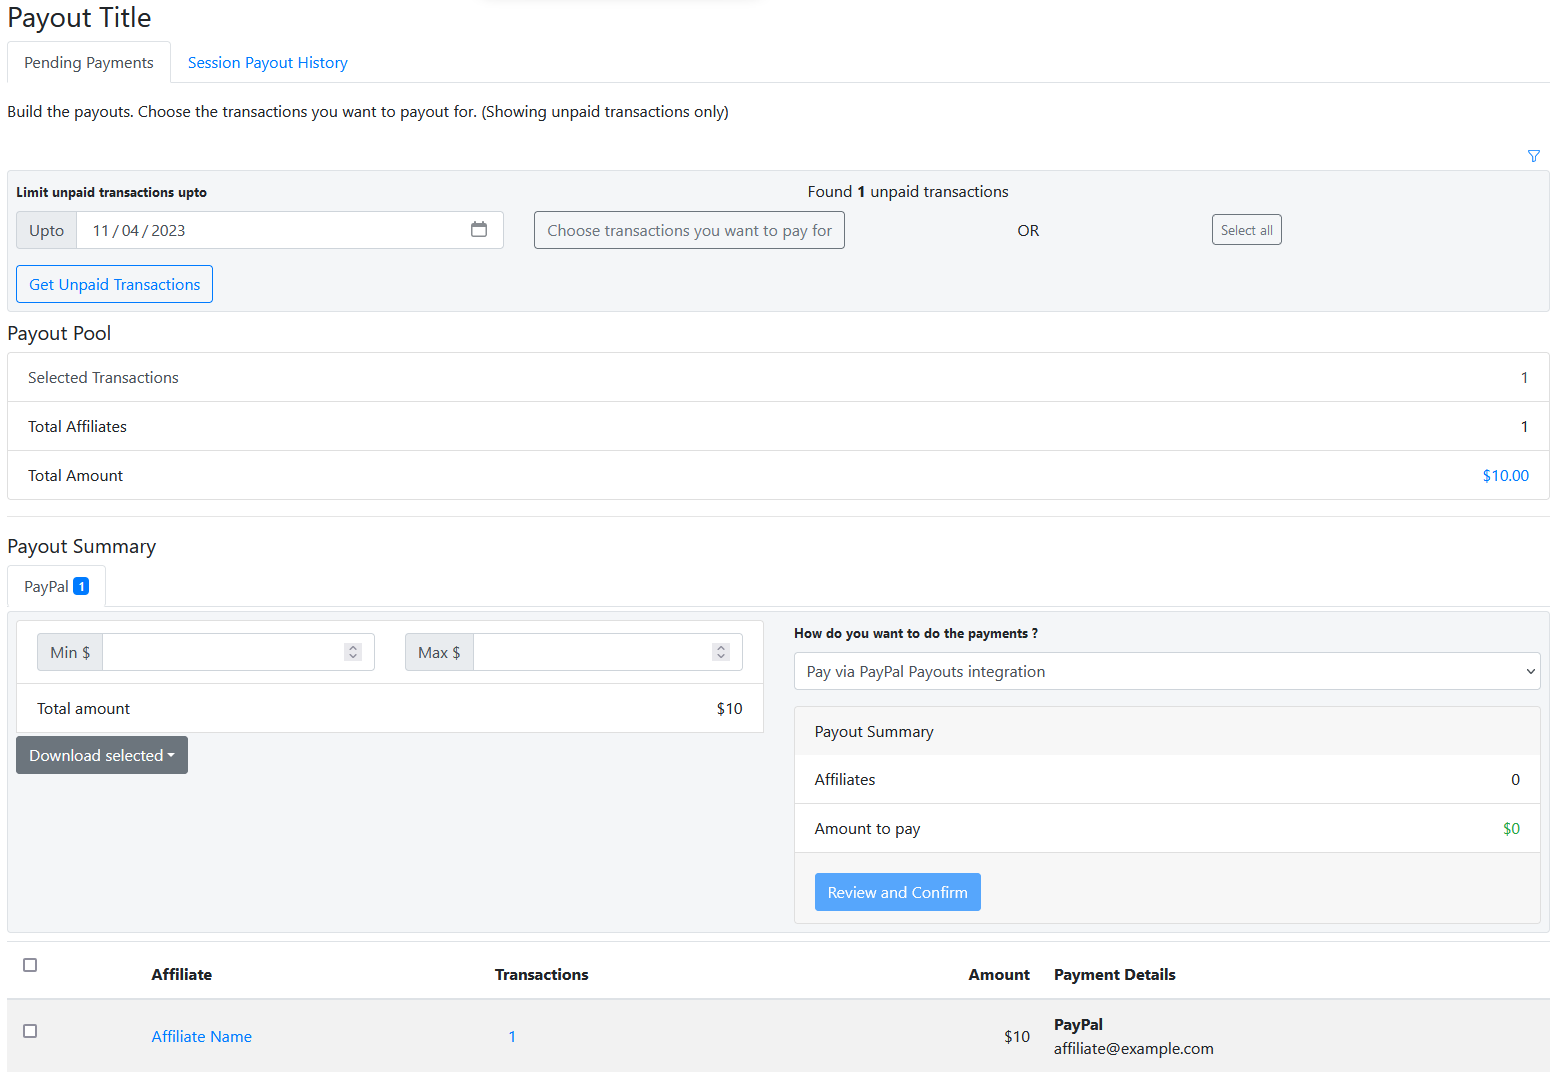 Payout Title
Pending Payments
Session Payout History
Build the payouts. Choose the transactions you want to payout for. (Showing unpaid transactions only)
Limit unpaid transactions upto
Found 1 unpaid transactions
Upto 11/04/2023
Choose transactions you want to pay for
OR
Select all
Get Unpaid Transactions
Payout Pool
Selected Transactions 1
Total Affiliates 1
Total Amount $10.00
Payout Summary
PayPal 1
Min $
Max $
Total amount $10
Download selected
How do you want to do the payments ?
Pay via PayPal Payouts integration
Payout Summary
Affiliates 0
Amount to pay $0
Review and Confirm
Affiliate Transactions Amount Payment Details
Affiliate Name 1 $10 PayPal
affiliate@example.com